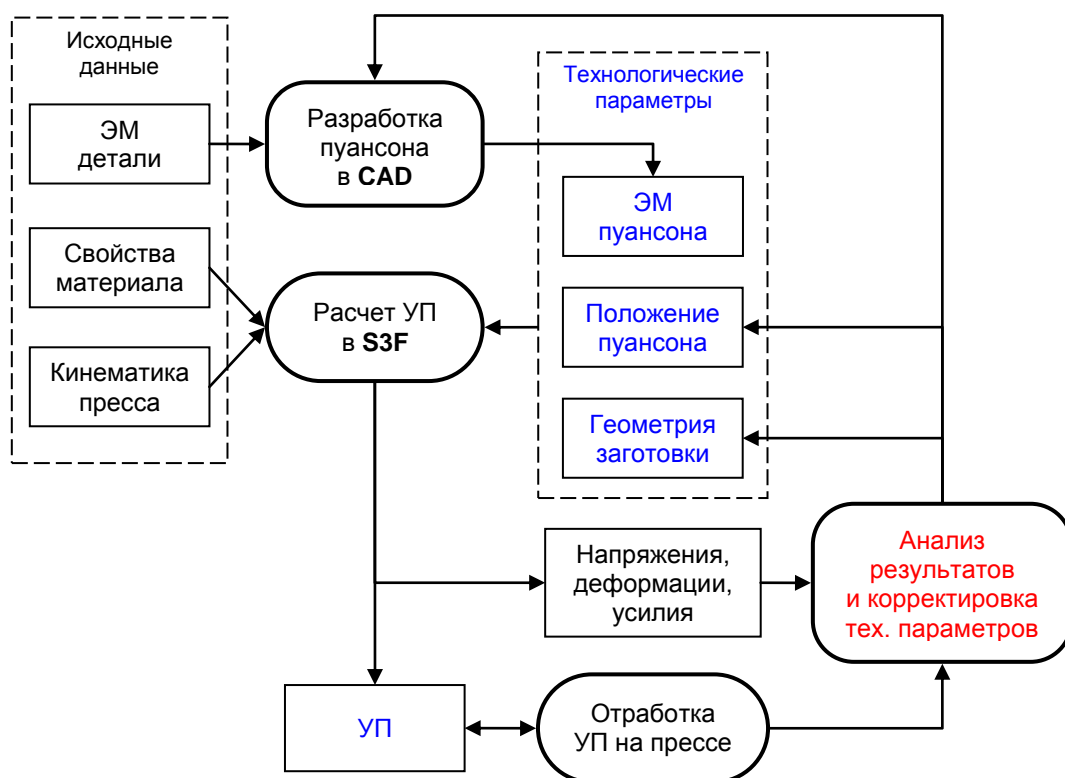 Исходные
данные
Технологические
параметры
ЭМ
детали
Разработка
пуансона
в CAD
ЭМ
пуансона
Свойства
материала
Расчет УП
в S3F
Положение
пуансона
Кинематика
пресса
Геометрия
заготовки
Напряжения,
деформации,
усилия
Анализ
результатов
и корректировка
тех. параметров
УП
Отработка
УП на прессе